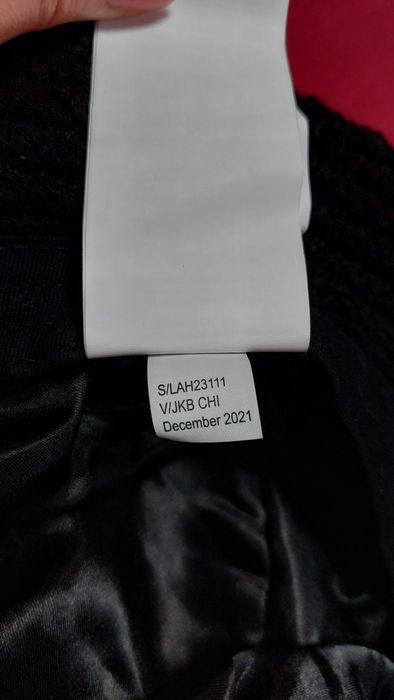 S/LAH23111
V/JKB CHI
December 2021